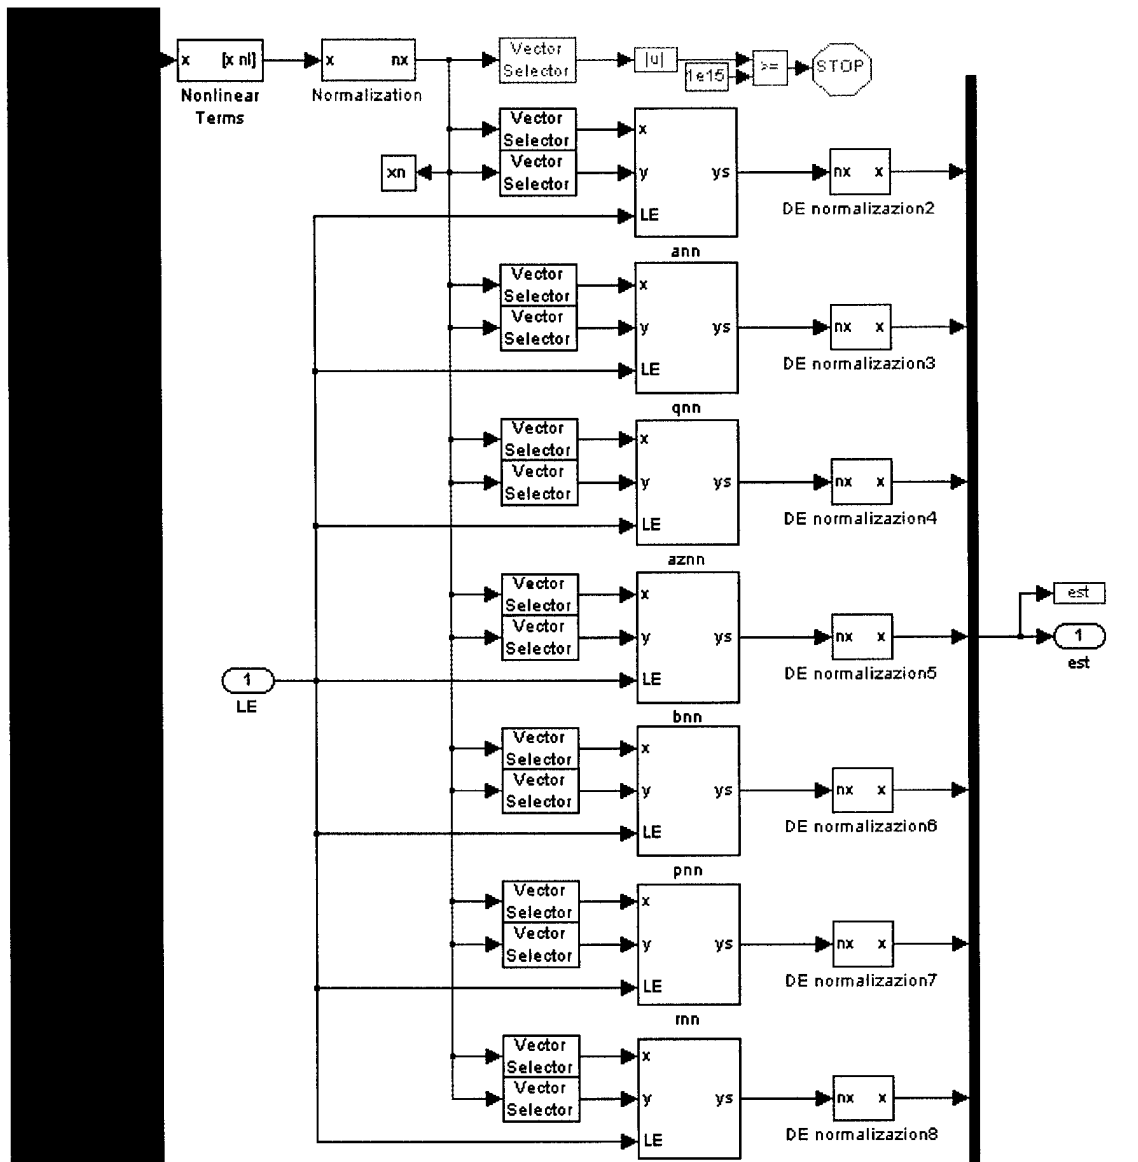 x [x nl]
Nonlinear
Terms
x nx
Normalization
Vector
Selector
|u|
1e15
>=
STOP
xn
Vector
Selector
Vector
Selector
x
y ys
LE
ann
nx x
DE normalizazion2
Vector
Selector
Vector
Selector
x
y ys
LE
qnn
nx x
DE normalizazion3
Vector
Selector
Vector
Selector
x
y ys
LE
aznn
nx x
DE normalizazion4
Vector
Selector
Vector
Selector
x
y ys
LE
bnn
nx x
DE normalizazion5
1
LE
est
1
est
Vector
Selector
Vector
Selector
x
y ys
LE
pnn
nx x
DE normalizazion6
Vector
Selector
Vector
Selector
x
y ys
LE
rnn
nx x
DE normalizazion7
Vector
Selector
Vector
Selector
x
y ys
LE
nx x
DE normalizazion8